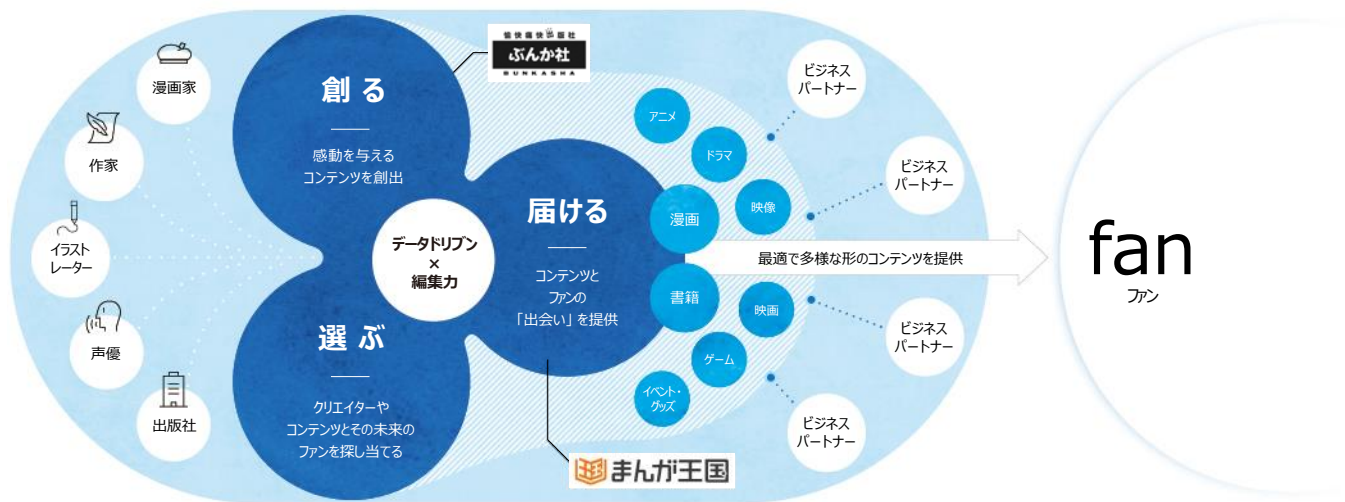 漫画家
作家
イラスト
レーター
声優
出版社
創る
感動を与える
コンテンツを創出
選ぶ
クリエイターや
コンテンツとその未来の
ファンを探し当てる
データドリブン
×
編集力
愉快痛快出版社
ぶんか社
BUNKASHA
届ける
コンテンツと
ファンの
「出会い」を提供
まんが王国
アニメ
ドラマ
映像
漫画
書籍
映画
ゲーム
イベント・
グッズ
ビジネス
パートナー
ビジネス
パートナー
ビジネス
パートナー
ビジネス
パートナー
最適で多様な形のコンテンツを提供
fan
ファン